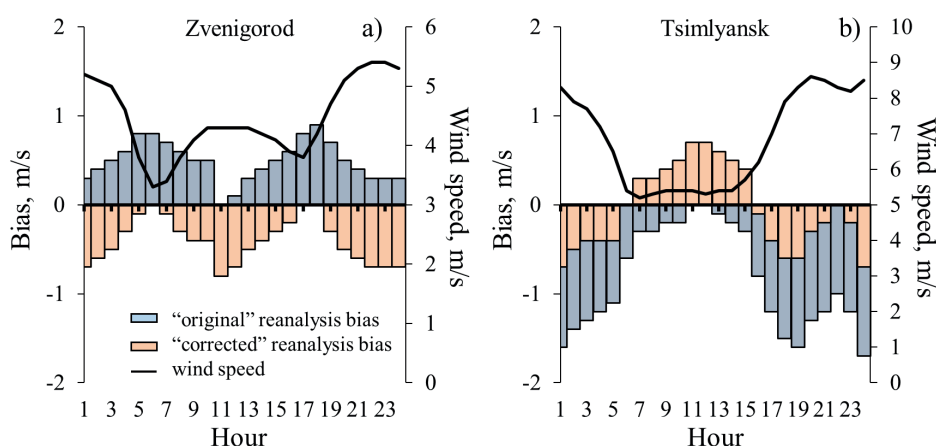 Zvenigorod
a)
Tsimlyansk
b)
2
1
0
-1
-2
Bias, m/s
6
5
4
3
2
1
0
Wind speed, m/s
"original" reanalysis bias
"corrected" reanalysis bias
wind speed
1 3 5 7 9 11 13 15 17 19 21 23
Hour
2
1
0
-1
-2
Bias, m/s
10
9
8
7
6
5
4
3
2
1
0
Wind speed, m/s
1 3 5 7 9 11 13 15 17 19 21 23
Hour